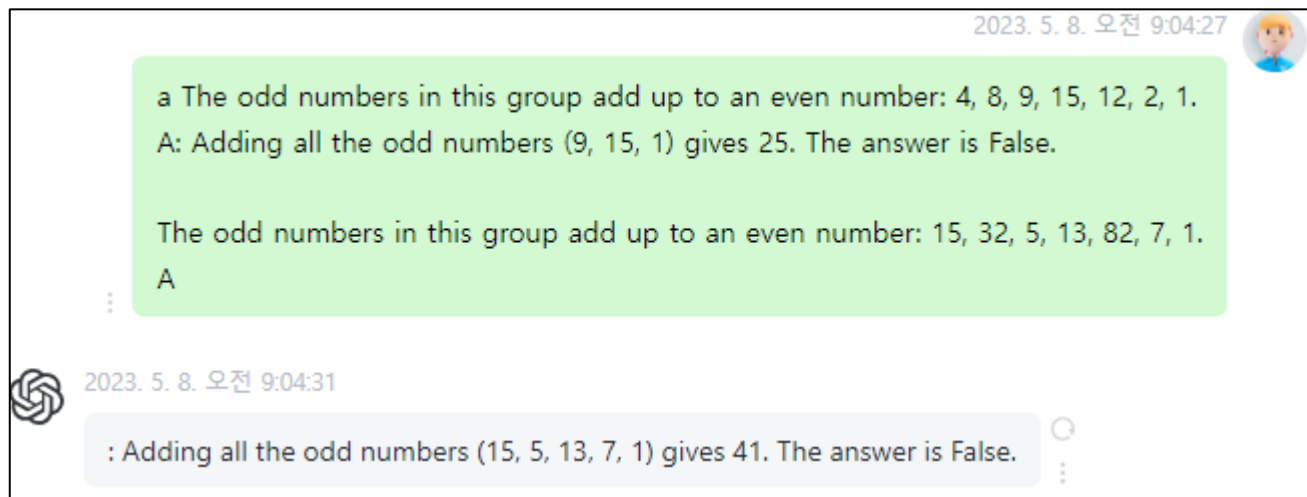 2023. 5. 8. 오전 9:04:27
a The odd numbers in this group add up to an even number: 4, 8, 9, 15, 12, 2, 1.
A: Adding all the odd numbers (9, 15, 1) gives 25. The answer is False.
The odd numbers in this group add up to an even number: 15, 32, 5, 13, 82, 7, 1.
A
2023. 5. 8. 오전 9:04:31
: Adding all the odd numbers (15, 5, 13, 7, 1) gives 41. The answer is False.